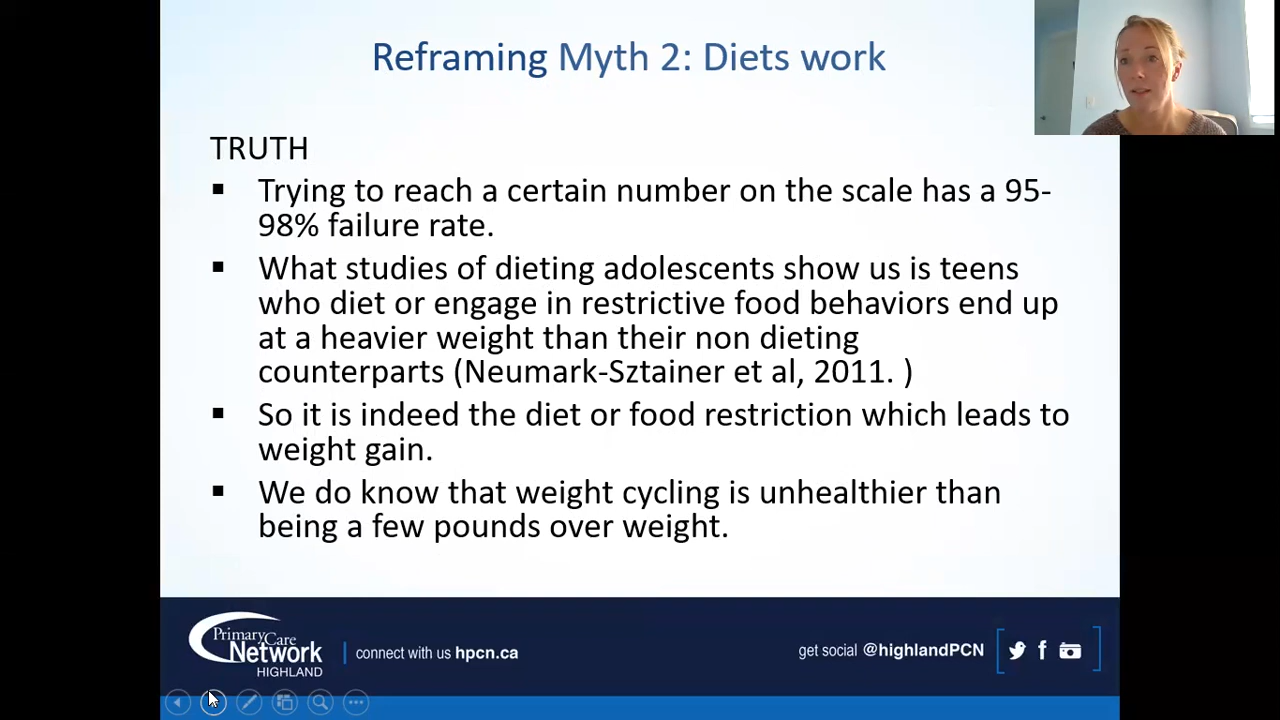 Reframing Myth 2: Diets work
TRUTH
▪ Trying to reach a certain number on the scale has a 95-
98% failure rate.
▪ What studies of dieting adolescents show us is teens
who diet or engage in restrictive food behaviors end up
at a heavier weight than their non dieting
counterparts (Neumark-Sztainer et al, 2011. )
▪ So it is indeed the diet or food restriction which leads to
weight gain.
▪ We do know that weight cycling is unhealthier than
being a few pounds over weight.
PrimaryCare
Network
HIGHLAND
connect with us hpcn.ca
get social @highlandPCN